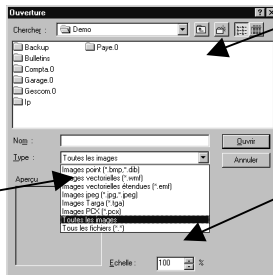 Ouverture
Chercher : Demo
Backup Paye.0
Bulletins
Compta.0
Garage.0
Gescom.0
Ip
Nom : Ouvrir
Type : Toutes les images Annuler
Images point (*.bmp,*.dib)
Images vectorielles (*.wmf)
Aperçu Images vectorielles étendues (*.emf)
Images jpeg (*.jpg,*.jpeg)
Images Targa (*.tga)
Images PCX (*.pcx)
Toutes les images
Tous les fichiers (*.*)
Echelle : 100 %